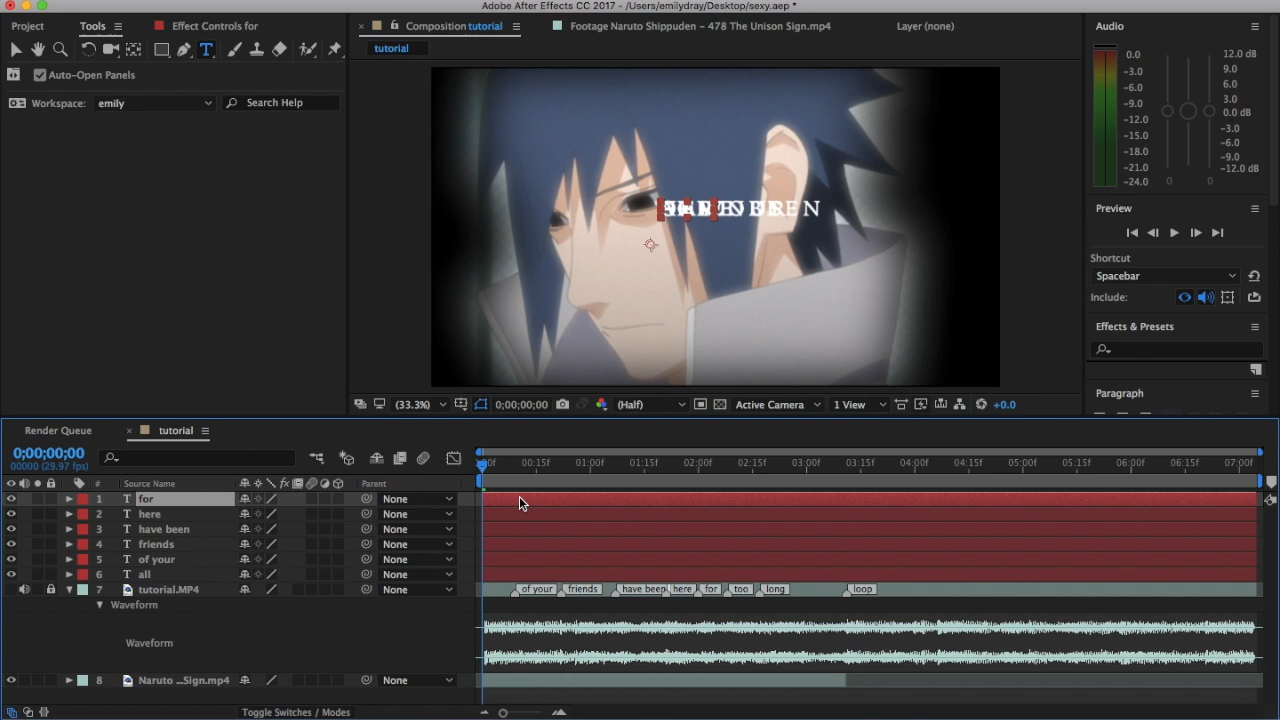 Adobe After Effects CC 2017 - /Users/emilydray/Desktop/sexy.aep *
Project Tools Effect Controls for
Composition tutorial Footage Naruto Shippuden - 478 The Unison Sign.mp4 Layer (none)
Audio
tutorial
Auto-Open Panels
Workspace: emily Search Help
0.0 12.0 dB
-3.0 9.0
-6.0 6.0
-9.0 3.0
-12.0 0.0 dB
-15.0 -3.0
-18.0 -6.0
-21.0 -9.0
-24.0 -12.0 dB
0 0
Preview
Shortcut
Spacebar
Include:
Effects & Presets
Paragraph
(33.3%) 0;00;00;00 (Half) Active Camera 1 View +0.0
Render Queue tutorial
0;00;00;00
00000 (29.97 fps)
:00f 00:15f 01:00f 01:15f 02:00f 02:15f 03:00f 03:15f 04:00f 04:15f 05:00f 05:15f 06:00f 06:15f 07:00f
# Source Name fx Parent
1 T for None
2 T here None
3 T have been None
4 T friends None
5 T of your None
6 T all None
7 tutorial.MP4 None of your friends have been here for too long loop
Waveform
Waveform
8 Naruto ...Sign.mp4 None
Toggle Switches / Modes